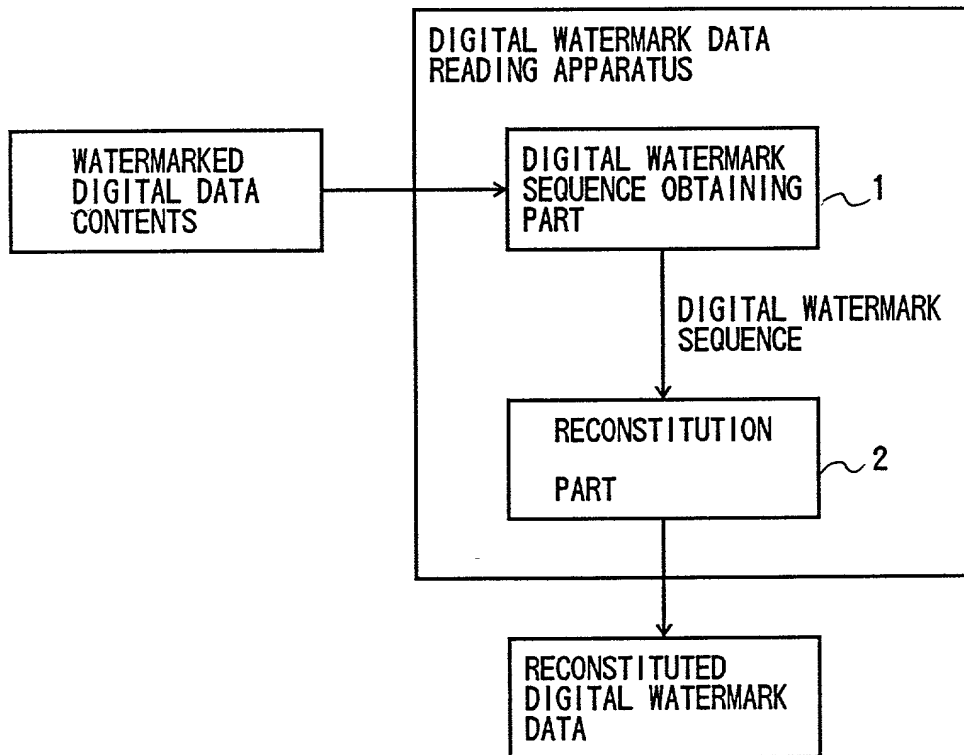 DIGITAL WATERMARK DATA
READING APPARATUS
WATERMARKED
DIGITAL DATA
CONTENTS
DIGITAL WATERMARK
SEQUENCE OBTAINING
PART
1
DIGITAL WATERMARK
SEQUENCE
RECONSTITUTION
PART
2
RECONSTITUTED
DIGITAL WATERMARK
DATA